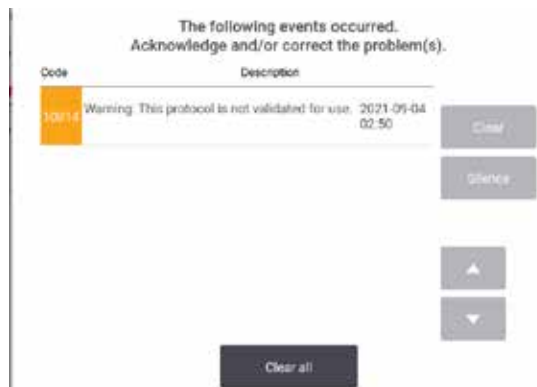 The following events occurred.
Acknowledge and/or correct the problem(s).
Code Description
Warning: This protocol is not validated for use. 2021-09-04
02:50
Clear
Silence
Clear all